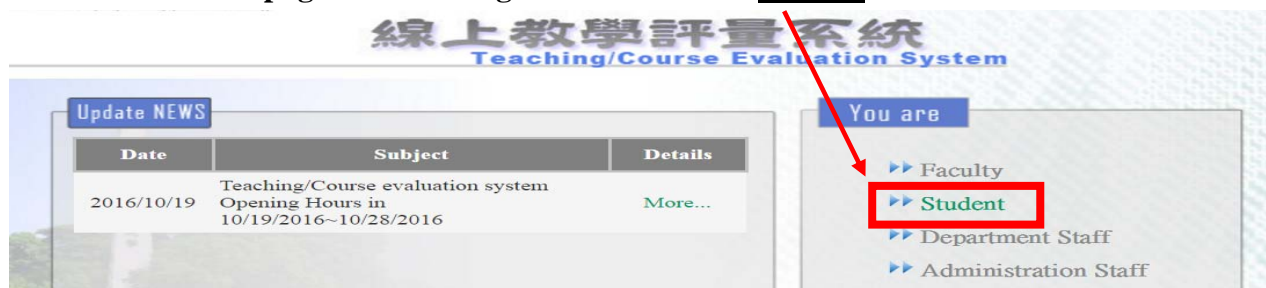 線上教學評量系統
Teaching/Course Evaluation System
Update NEWS
Date Subject Details
2016/10/19 Teaching/Course evaluation system
Opening Hours in
10/19/2016~10/28/2016
More...
You are
Faculty
Student
Department Staff
Administration Staff